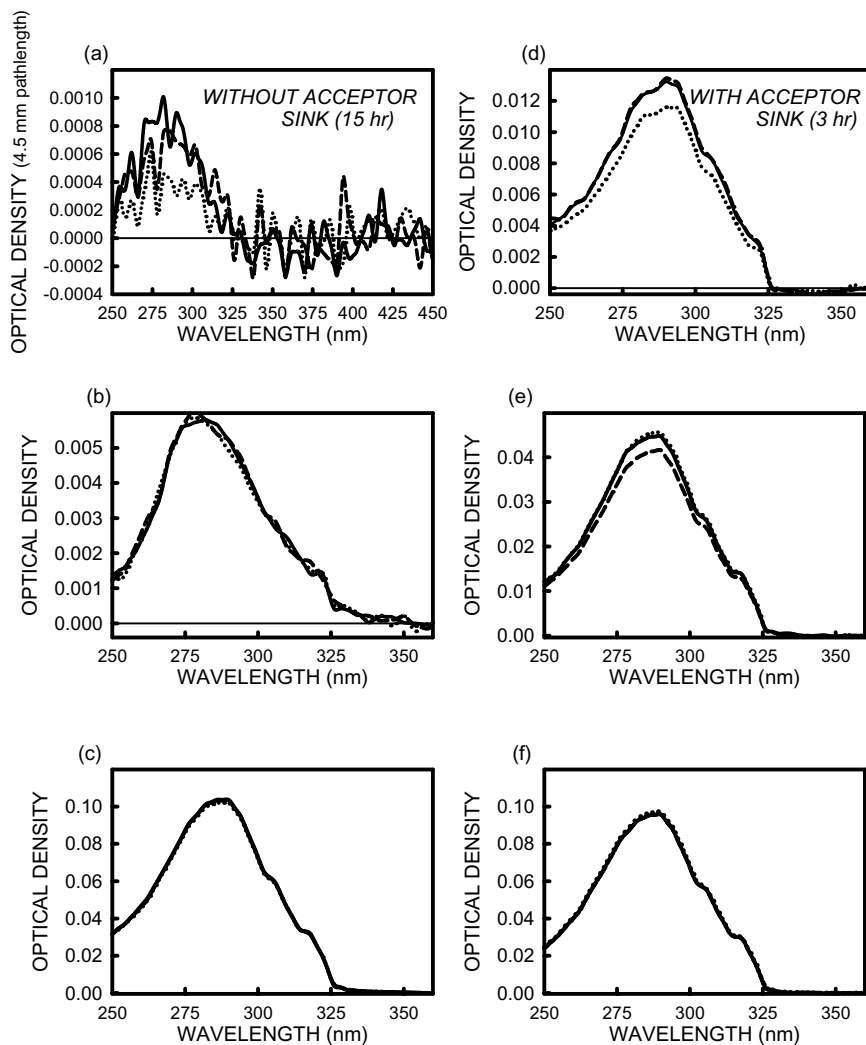 (a)
OPTICAL DENSITY (4.5 mm pathlength)
WITHOUT ACCEPTOR
SINK (15 hr)
0.0010
0.0008
0.0006
0.0004
0.0002
0.0000
-0.0002
-0.0004
250 275 300 325 350 375 400 425 450
WAVELENGTH (nm)
(d)
OPTICAL DENSITY
WITH ACCEPTOR
SINK (3 hr)
0.012
0.010
0.008
0.006
0.004
0.002
0.000
250 275 300 325 350
WAVELENGTH (nm)
(b)
OPTICAL DENSITY
0.005
0.004
0.003
0.002
0.001
0.000
250 275 300 325 350
WAVELENGTH (nm)
(e)
OPTICAL DENSITY
0.04
0.03
0.02
0.01
0.00
250 275 300 325 350
WAVELENGTH (nm)
(c)
OPTICAL DENSITY
0.10
0.08
0.06
0.04
0.02
0.00
250 275 300 325 350
WAVELENGTH (nm)
(f)
OPTICAL DENSITY
0.10
0.08
0.06
0.04
0.02
0.00
250 275 300 325 350
WAVELENGTH (nm)